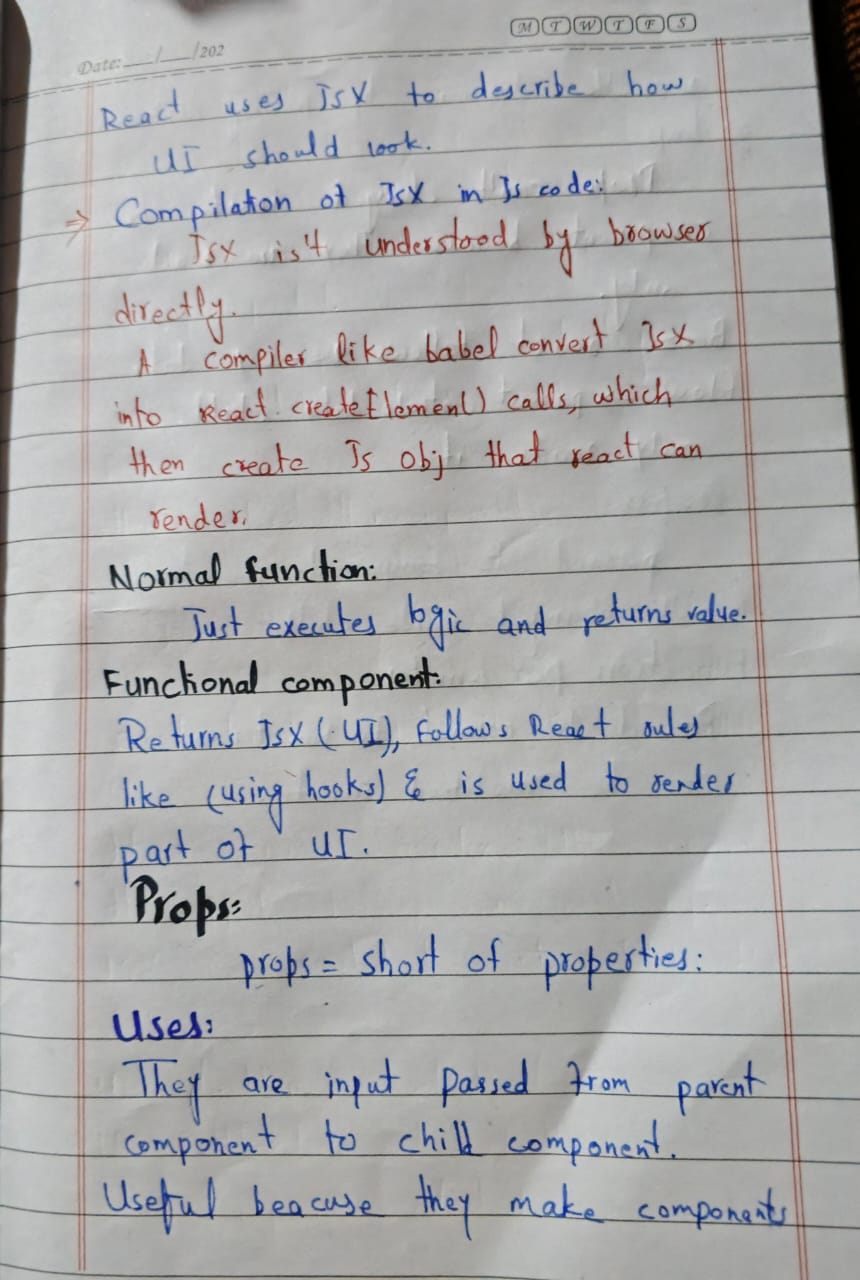 M T W T F S
Date:___/___/202
React uses JSX to describe how
UI should look.
⇒ Compilation of JSX in Js code:
JSX isn't understood by browser
directly.
A compiler like babel convert JSX
into React.createElement() calls, which
then create Js obj that react can
render.
Normal function:
Just executes logic and returns value.
Functional component:
Returns JSX (UI), follows React rules
like (using hooks) & is used to render
part of UI.
Props:
props = short of properties:
Uses:
They are input passed from parent
component to chill component.
Useful beacuse they make components